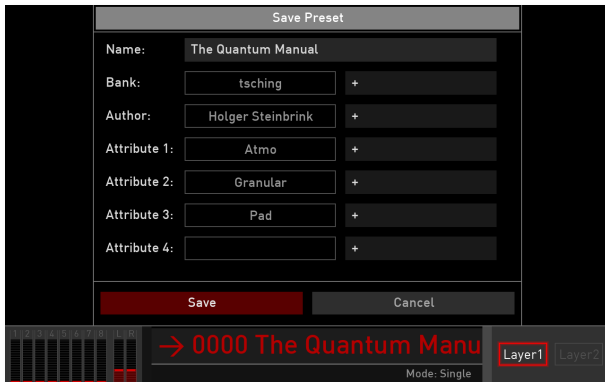 Save Preset
Name: The Quantum Manual
Bank: tsching +
Author: Holger Steinbrink +
Attribute 1: Atmo +
Attribute 2: Granular +
Attribute 3: Pad +
Attribute 4: +
Save Cancel
1 2 3 4 5 6 7 8 L R
→ 0000 The Quantum Manu
Layer1 Layer2
Mode: Single